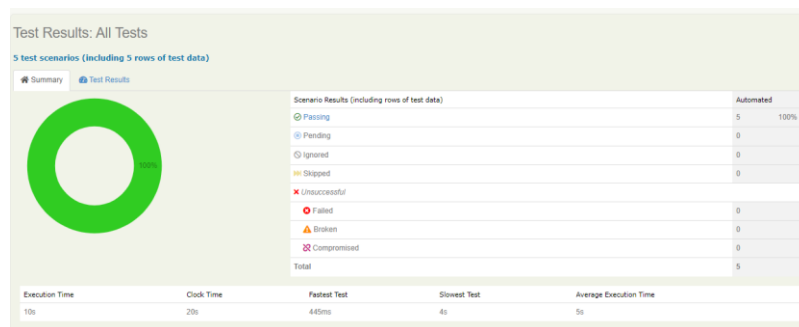 Test Results: All Tests
5 test scenarios (including 5 rows of test data)
Summary Test Results
Scenario Results (including rows of test data) Automated
Passing 5 100%
Pending 0
Ignored 0
Skipped 0
Unsuccessful
Failed 0
Broken 0
Compromised 0
Total 5
100%
Execution Time Clock Time Fastest Test Slowest Test Average Execution Time
10s 20s 445ms 4s 5s